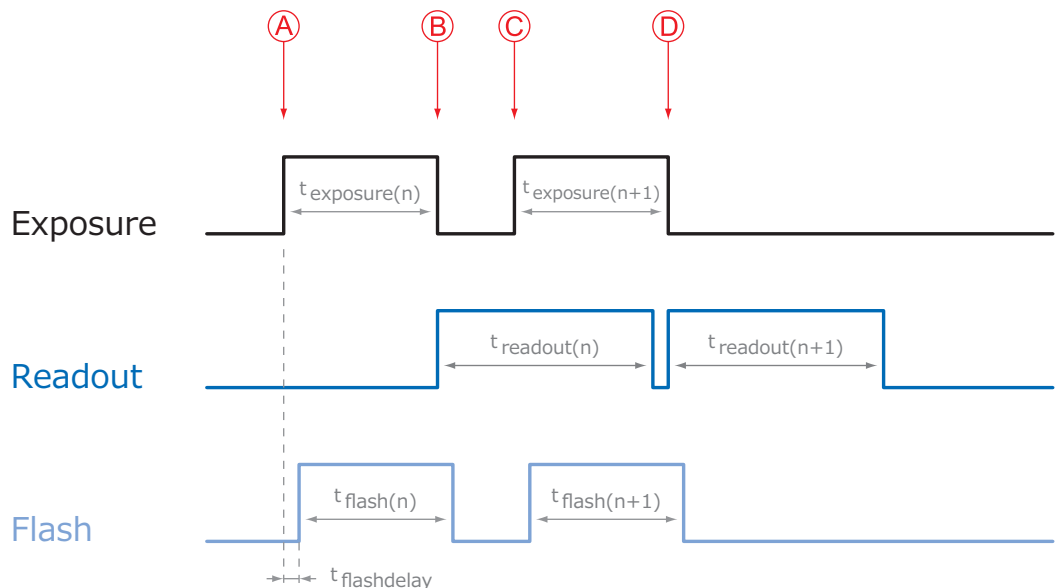 A B C D
Exposure
t exposure(n) t exposure(n+1)
Readout
t readout(n) t readout(n+1)
Flash
t flash(n) t flash(n+1)
t flashdelay